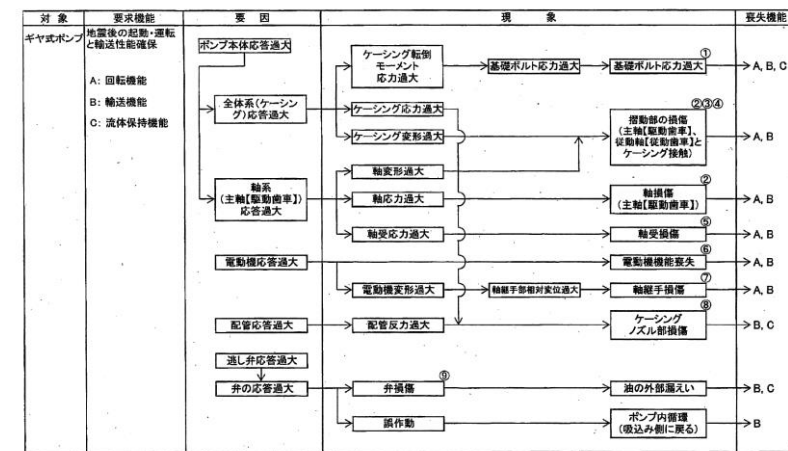 対 象
要求機能
要 因
現 象
喪失機能
ギヤ式ポンプ
地震後の起動・運転
と輸送性能確保
A: 回転機能
B: 輸送機能
C: 流体保持機能
ポンプ本体応答過大
全体系(ケーシン
グ)応答過大
ケーシング転倒
モーメント
応力過大
基礎ボルト応力過大
①
基礎ボルト応力過大
A, B, C
ケーシング応力過大
ケーシング変形過大
②③④
摺動部の損傷
(主軸【駆動歯車】、
従動軸【従動歯車】と
ケーシング接触)
A, B
軸系
(主軸【駆動歯車】)
応答過大
軸変形過大
軸応力過大
②
軸損傷
(主軸【駆動歯車】)
A, B
軸受応力過大
⑤
軸受損傷
A, B
電動機応答過大
⑥
電動機機能喪失
A, B
電動機変形過大
軸継手部相対変位過大
⑦
軸継手損傷
A, B
配管応答過大
配管反力過大
⑧
ケーシング
ノズル部損傷
B, C
逃し弁応答過大
弁の応答過大
⑨
弁損傷
油の外部漏えい
B, C
誤作動
ポンプ内循環
(吸込み側に戻る)
B